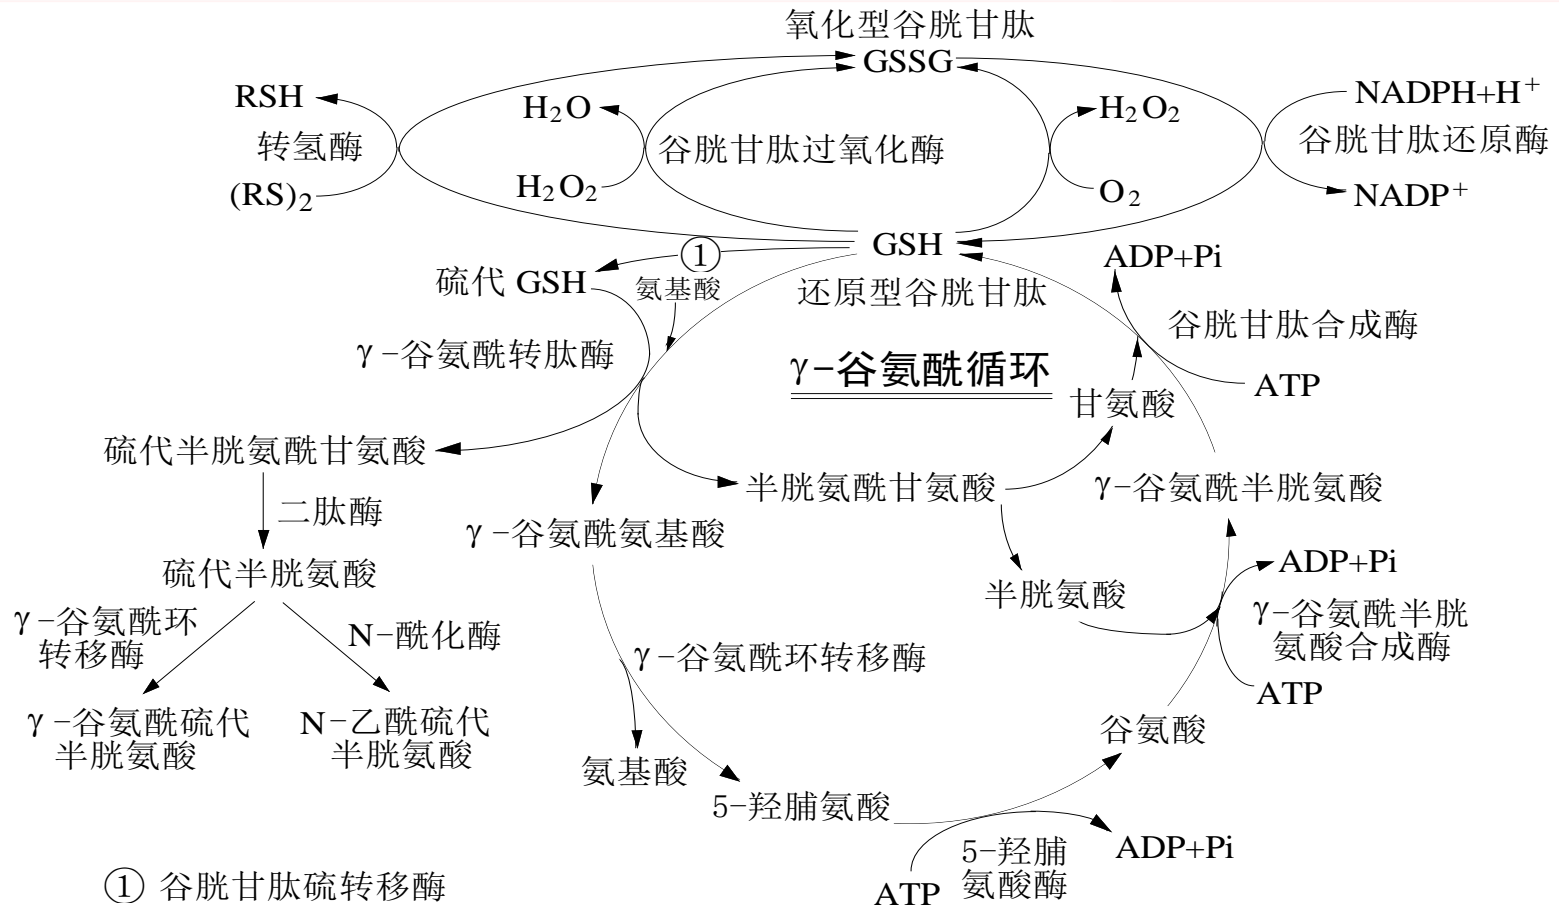 氧化型谷胱甘肽
GSSG
RSH
H₂O
H₂O₂
NADPH+H⁺
转氢酶
谷胱甘肽过氧化酶
谷胱甘肽还原酶
(RS)₂
H₂O₂
O₂
NADP⁺
GSH
①
ADP+Pi
硫代 GSH
氨基酸
还原型谷胱甘肽
谷胱甘肽合成酶
γ-谷氨酰转肽酶
γ-谷氨酰循环
甘氨酸
ATP
硫代半胱氨酰甘氨酸
半胱氨酰甘氨酸
γ-谷氨酰半胱氨酸
二肽酶
γ-谷氨酰氨基酸
硫代半胱氨酸
半胱氨酸
ADP+Pi
γ-谷氨酰环
转移酶
N-酰化酶
γ-谷氨酰环转移酶
γ-谷氨酰半胱
氨酸合成酶
ATP
γ-谷氨酰硫代
半胱氨酸
N-乙酰硫代
半胱氨酸
氨基酸
谷氨酸
5-羟脯氨酸
ATP
5-羟脯
氨酸酶
ADP+Pi
① 谷胱甘肽硫转移酶